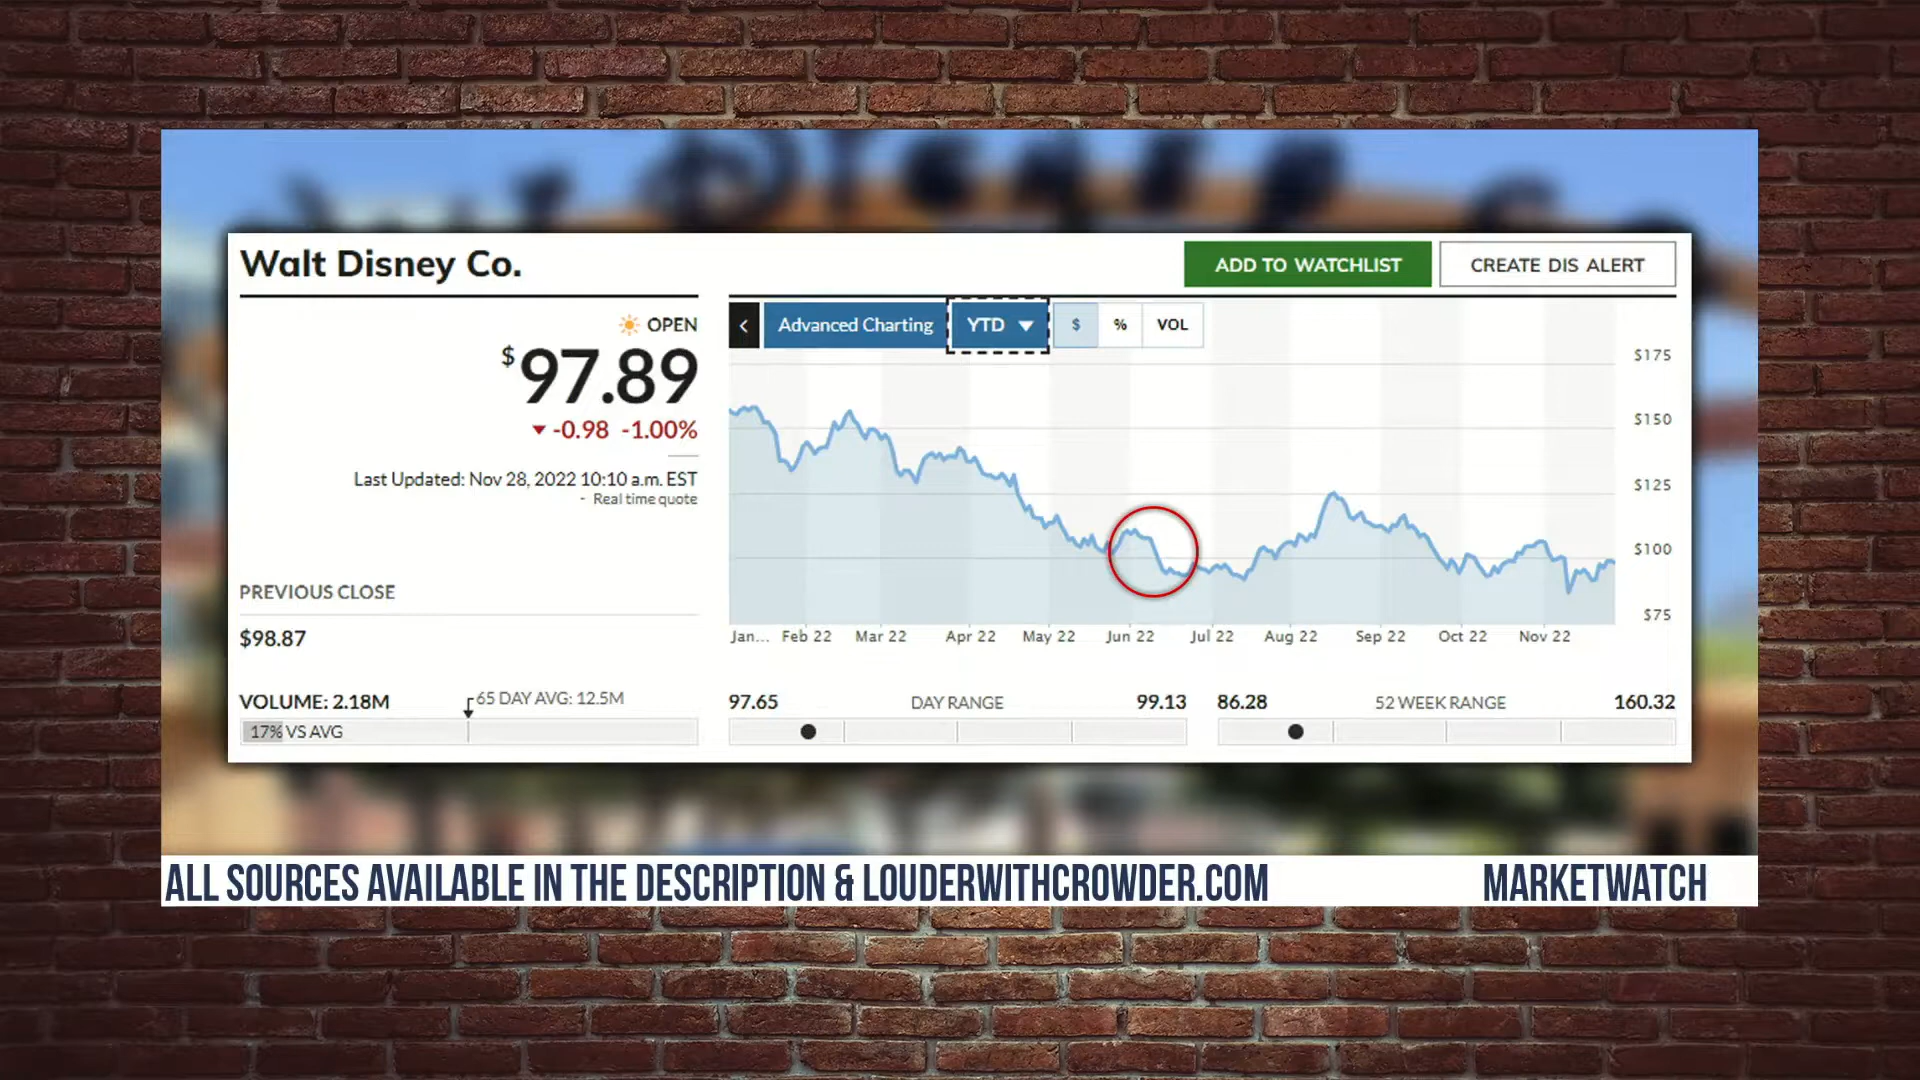 Walt Disney Co.
ADD TO WATCHLIST
CREATE DIS ALERT
OPEN
$97.89
-0.98 -1.00%
Last Updated: Nov 28, 2022 10:10 a.m. EST
- Real time quote
PREVIOUS CLOSE
$98.87
VOLUME: 2.18M
65 DAY AVG: 12.5M
17% VS AVG
Advanced Charting
YTD
$
%
VOL
$175
$150
$125
$100
$75
Jan... Feb 22 Mar 22 Apr 22 May 22 Jun 22 Jul 22 Aug 22 Sep 22 Oct 22 Nov 22
97.65 DAY RANGE 99.13
86.28 52 WEEK RANGE 160.32
ALL SOURCES AVAILABLE IN THE DESCRIPTION & LOUDERWITHCROWDER.COM
MARKETWATCH